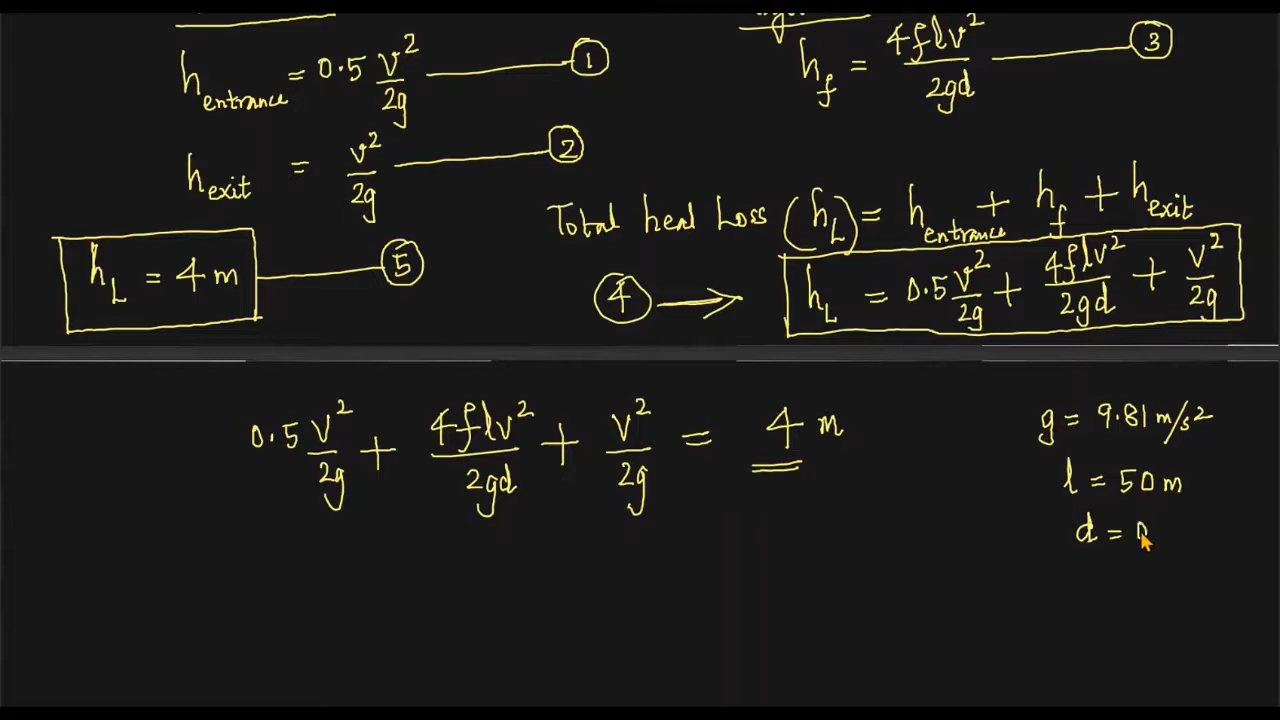 h_entrance = 0.5 v²/2g ——— ①
h_exit = v²/2g ——— ②
h_L = 4 m ——— ⑤
h_f = 4flv²/2gd ——— ③
Total heal Loss (h_L) = h_entrance + h_f + h_exit
④ → h_L = 0.5 v²/2g + 4flv²/2gd + v²/2g
0.5 v²/2g + 4flv²/2gd + v²/2g = 4 m
g = 9.81 m/s²
l = 50 m
d = 0